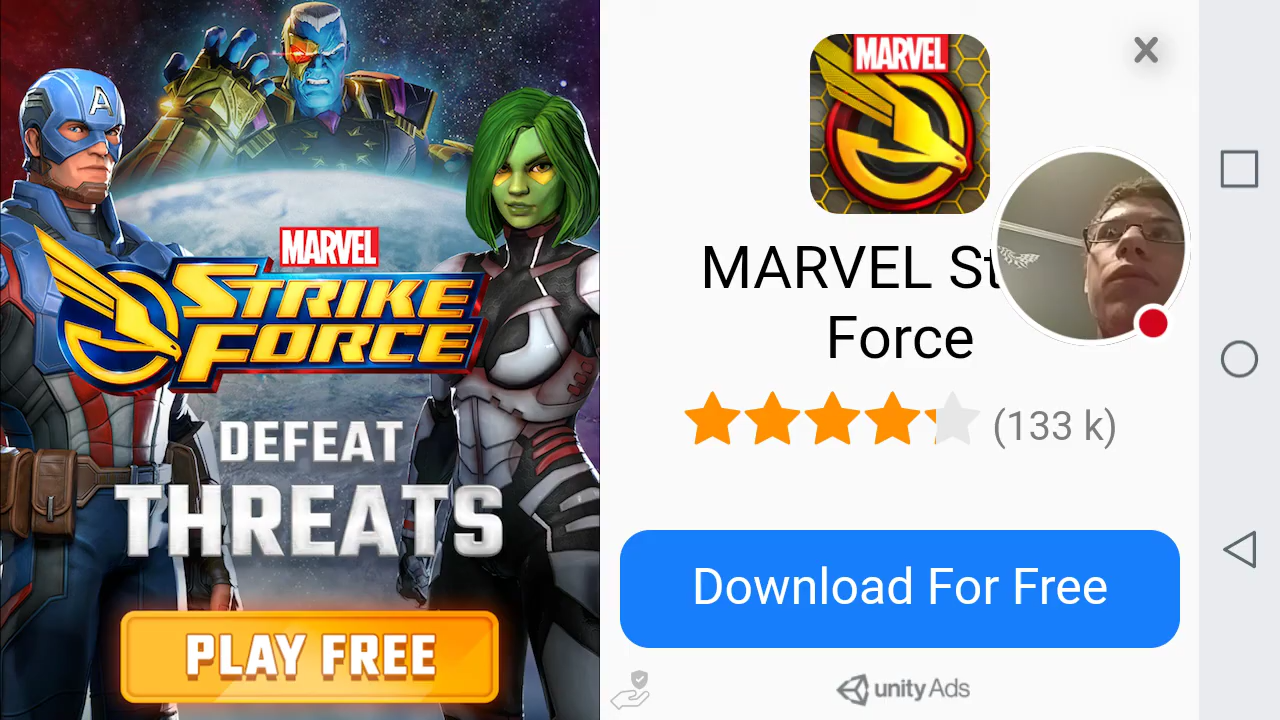 A
MARVEL
STRIKE
FORCE
DEFEAT
THREATS
PLAY FREE
MARVEL
MARVEL St
Force
(133 k)
Download For Free
unity Ads